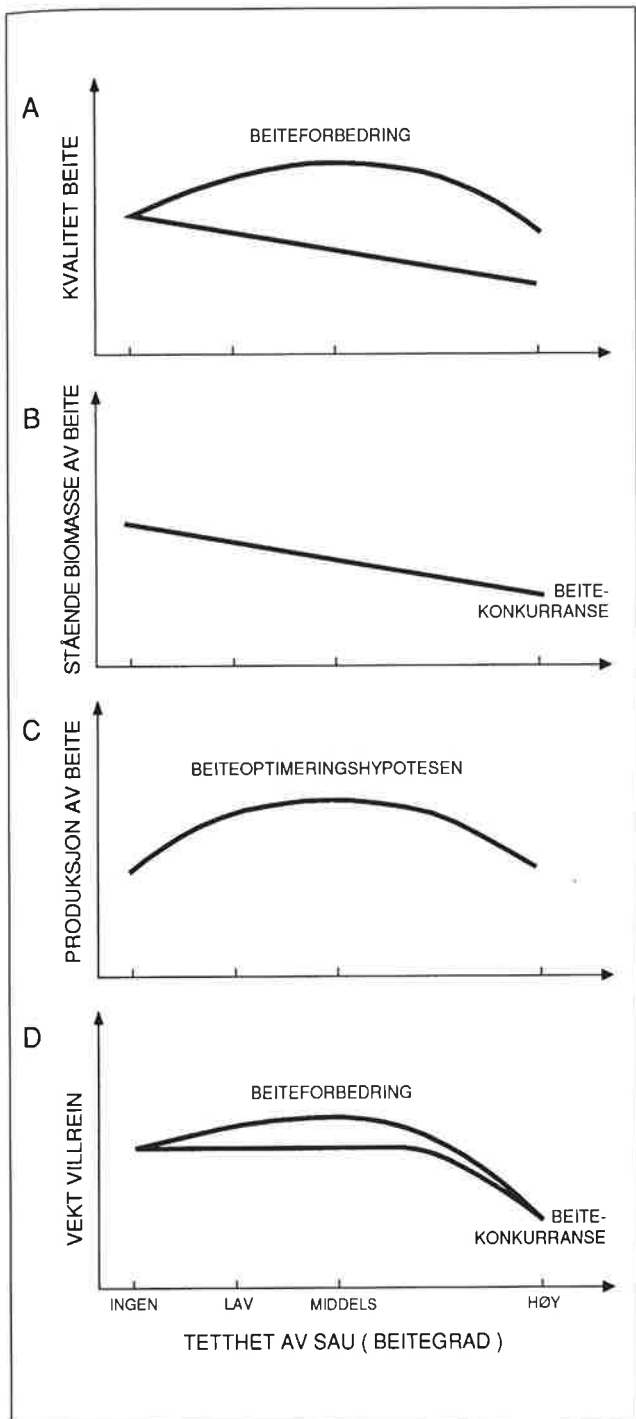 A
KVALITET BEITE
BEITEFORBEDRING
B
STÅENDE BIOMASSE AV BEITE
BEITE-
KONKURRANSE
C
PRODUKSJON AV BEITE
BEITEOPTIMERINGSHYPOTESEN
D
VEKT VILLREIN
BEITEFORBEDRING
BEITE-
KONKURRANSE
INGEN LAV MIDDELS HØY
TETTHET AV SAU ( BEITEGRAD )